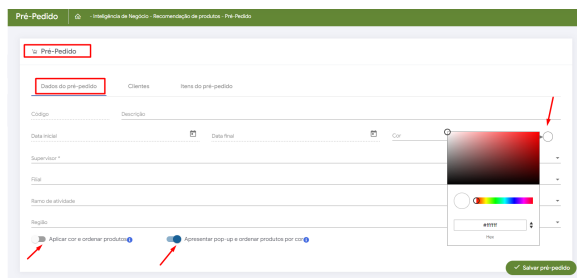 Pré-Pedido - Inteligência de Negócio - Recomendação de produtos - Pré-Pedido
Pré-Pedido
Dados do pré-pedido Clientes Itens do pré-pedido
Código Descrição
Data inicial Data final Cor
Supervisor *
Filial
Ramo de atividade
Região
#ffffff
Hex
Aplicar cor e ordenar produtos Apresentar pop-up e ordenar produtos por cor
Salvar pré-pedido